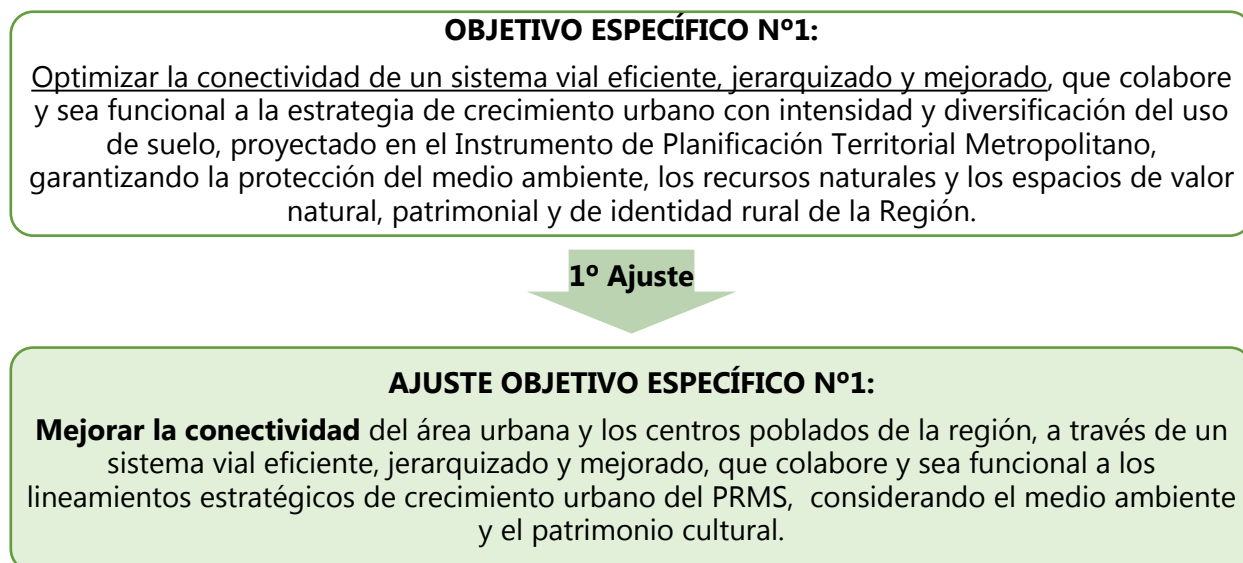 OBJETIVO ESPECÍFICO Nº1:
Optimizar la conectividad de un sistema vial eficiente, jerarquizado y mejorado, que colabore
y sea funcional a la estrategia de crecimiento urbano con intensidad y diversificación del uso
de suelo, proyectado en el Instrumento de Planificación Territorial Metropolitano,
garantizando la protección del medio ambiente, los recursos naturales y los espacios de valor
natural, patrimonial y de identidad rural de la Región.
1º Ajuste
AJUSTE OBJETIVO ESPECÍFICO Nº1:
Mejorar la conectividad del área urbana y los centros poblados de la región, a través de un
sistema vial eficiente, jerarquizado y mejorado, que colabore y sea funcional a los
lineamientos estratégicos de crecimiento urbano del PRMS, considerando el medio ambiente
y el patrimonio cultural.